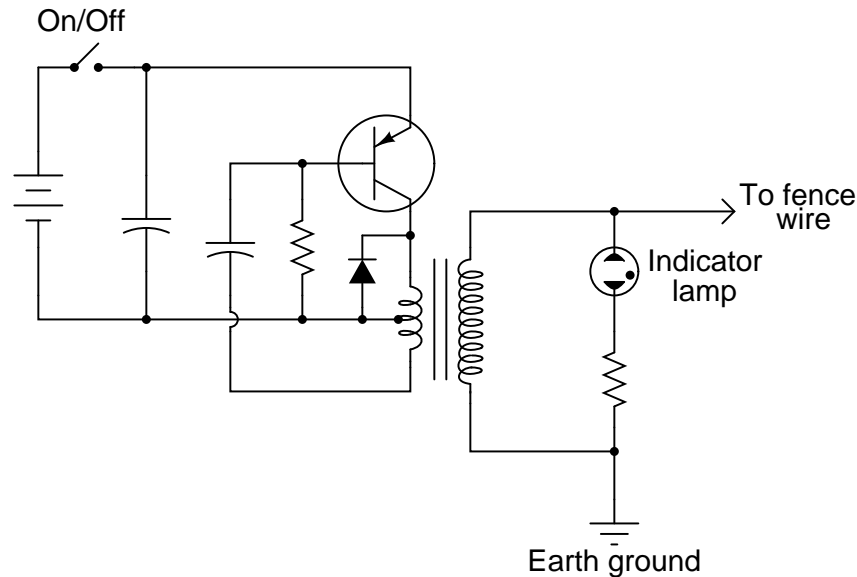 On/Off
To fence
wire
Indicator
lamp
Earth ground